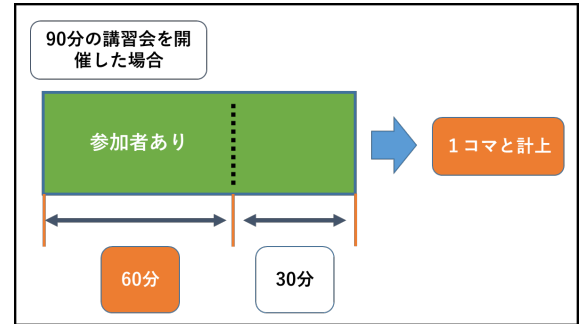 90分の講習会を開
催した場合
参加者あり
１コマと計上
60分
30分